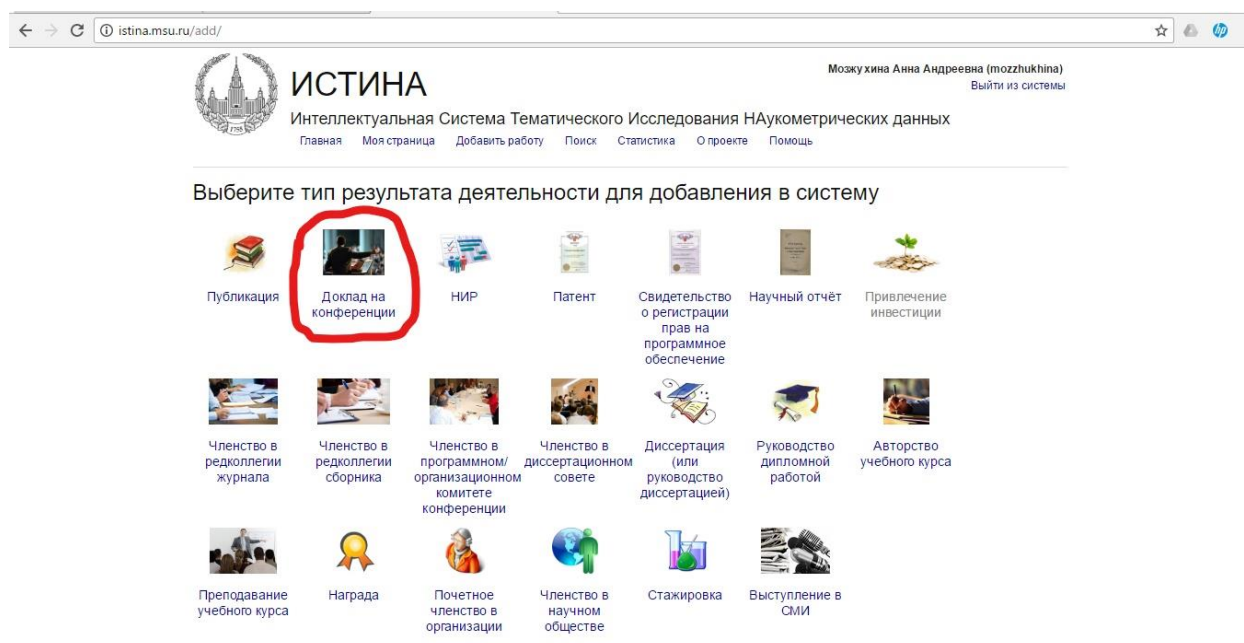 istina.msu.ru/add/
Мозжухина Анна Андреевна (mozzhukhina)
Выйти из системы
ИСТИНА
Интеллектуальная Система Тематического Исследования НАукометрических данных
Главная Моя страница Добавить работу Поиск Статистика О проекте Помощь
Выберите тип результата деятельности для добавления в систему
Публикация
Доклад на
конференции
НИР
Патент
Свидетельство
о регистрации
прав на
программное
обеспечение
Научный отчёт
Привлечение
инвестиции
Членство в
редколлегии
журнала
Членство в
редколлегии
сборника
Членство в
программном/
организационном
комитете
конференции
Членство в
диссертационном
совете
Диссертация
(или
руководство
диссертацией)
Руководство
дипломной
работой
Авторство
учебного курса
Преподавание
учебного курса
Награда
Почетное
членство в
организации
Членство в
научном
обществе
Стажировка
Выступление в
СМИ
1755
hp